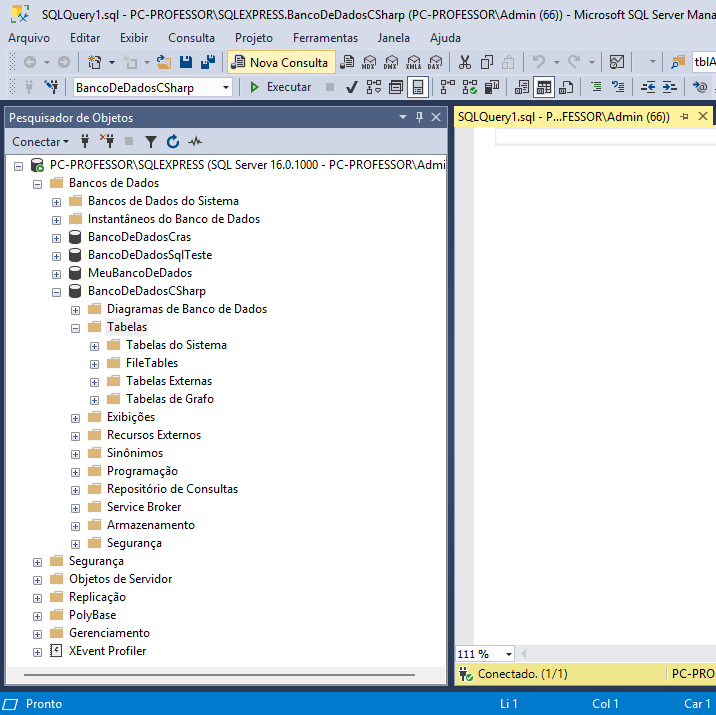 SQLQuery1.sql - PC-PROFESSOR\SQLEXPRESS.BancoDeDadosCSharp (PC-PROFESSOR\Admin (66)) - Microsoft SQL Server Mana
Arquivo Editar Exibir Consulta Projeto Ferramentas Janela Ajuda
Nova Consulta MDX DMX XMLA DAX tblA
BancoDeDadosCSharp Executar
Pesquisador de Objetos
SQLQuery1.sql - P...FESSOR\Admin (66))
Conectar
PC-PROFESSOR\SQLEXPRESS (SQL Server 16.0.1000 - PC-PROFESSOR\Admi
Bancos de Dados
Bancos de Dados do Sistema
Instantâneos do Banco de Dados
BancoDeDadosCras
BancoDeDadosSqlTeste
MeuBancoDeDados
BancoDeDadosCSharp
Diagramas de Banco de Dados
Tabelas
Tabelas do Sistema
FileTables
Tabelas Externas
Tabelas de Grafo
Exibições
Recursos Externos
Sinônimos
Programação
Repositório de Consultas
Service Broker
Armazenamento
Segurança
Segurança
Objetos de Servidor
Replicação
PolyBase
Gerenciamento
XEvent Profiler
111 %
Conectado. (1/1) PC-PRO
Pronto Li 1 Col 1 Car 1